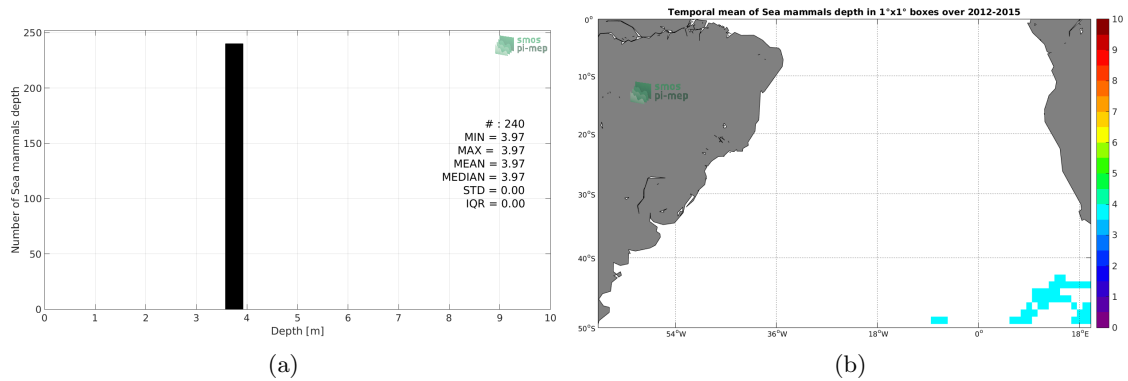 250
200
150
100
50
0
Number of Sea mammals depth
smos
pi-mep
# : 240
MIN = 3.97
MAX = 3.97
MEAN = 3.97
MEDIAN = 3.97
STD = 0.00
IQR = 0.00
0 1 2 3 4 5 6 7 8 9 10
Depth [m]
(a)
Temporal mean of Sea mammals depth in 1°x1° boxes over 2012-2015
0°
10°S
20°S
30°S
40°S
50°S
smos
pi-mep
54°W 36°W 18°W 0° 18°E
10
9
8
7
6
5
4
3
2
1
0
(b)